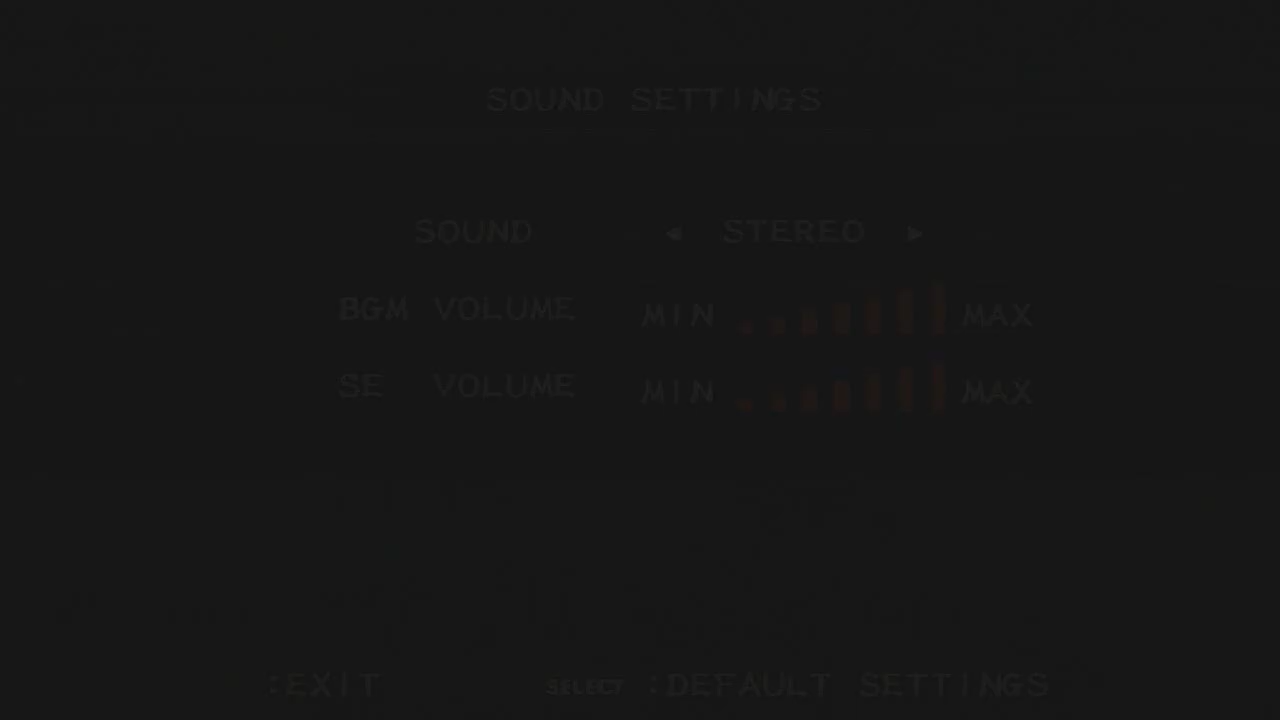 SOUND SETTINGS
SOUND ◀ STEREO ▶
BGM VOLUME MIN MAX
SE VOLUME MIN MAX
:EXIT SELECT :DEFAULT SETTINGS